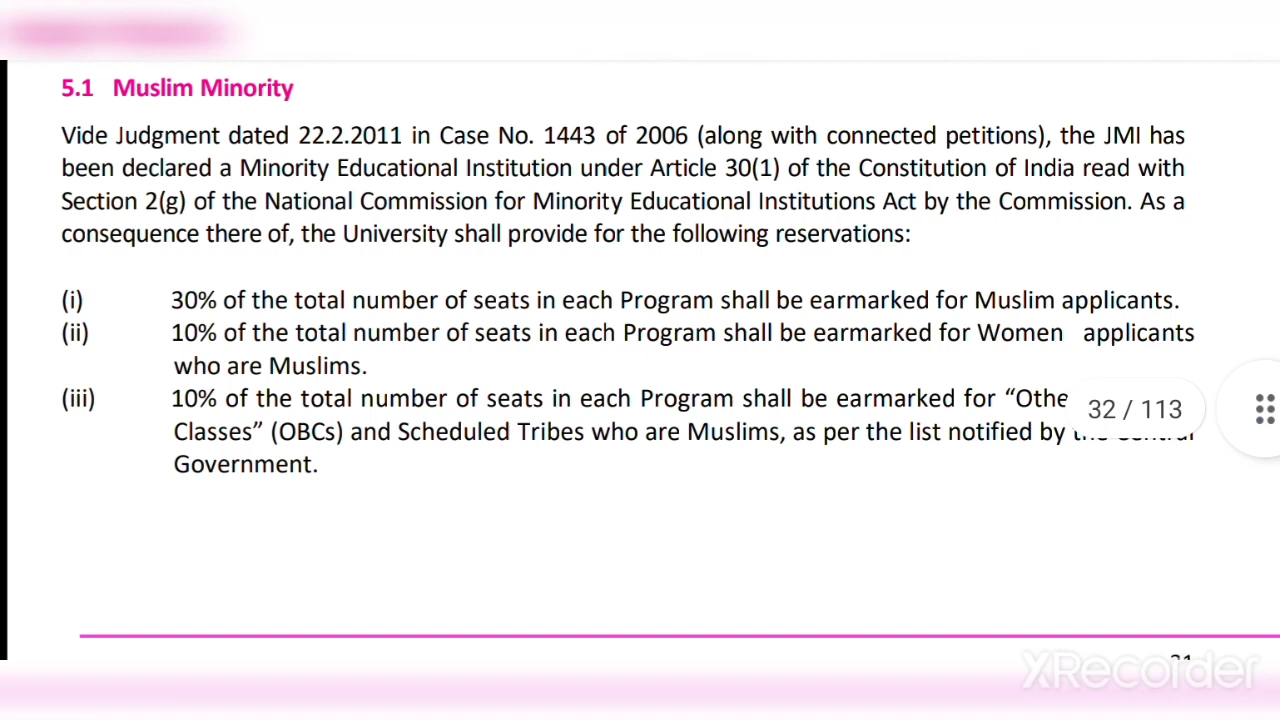 5.1 Muslim Minority
Vide Judgment dated 22.2.2011 in Case No. 1443 of 2006 (along with connected petitions), the JMI has
been declared a Minority Educational Institution under Article 30(1) of the Constitution of India read with
Section 2(g) of the National Commission for Minority Educational Institutions Act by the Commission. As a
consequence there of, the University shall provide for the following reservations:
(i) 30% of the total number of seats in each Program shall be earmarked for Muslim applicants.
(ii) 10% of the total number of seats in each Program shall be earmarked for Women applicants
who are Muslims.
(iii) 10% of the total number of seats in each Program shall be earmarked for “Othe
32 / 113
Classes” (OBCs) and Scheduled Tribes who are Muslims, as per the list notified by
Government.
XRecorder